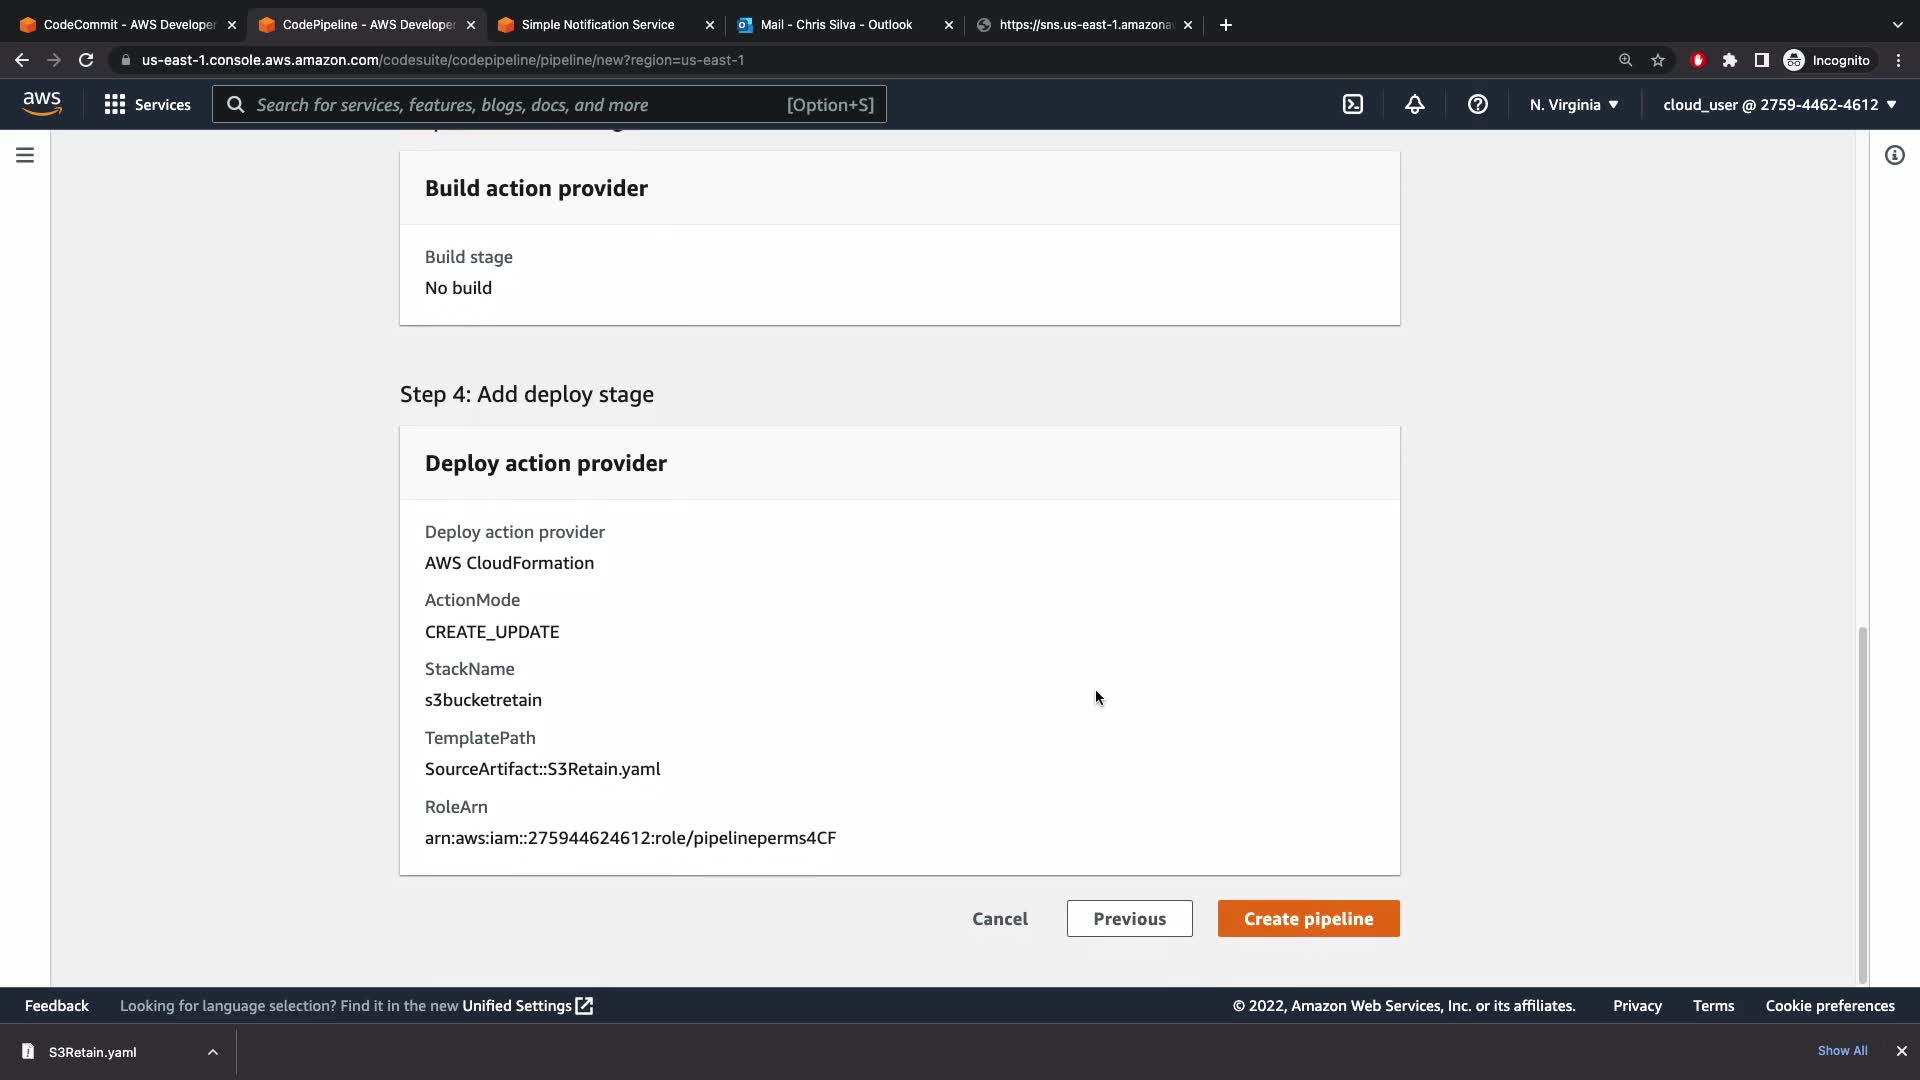 CodeCommit - AWS Developer
CodePipeline - AWS Developer
Simple Notification Service
Mail - Chris Silva - Outlook
https://sns.us-east-1.amazona
us-east-1.console.aws.amazon.com/codesuite/codepipeline/pipeline/new?region=us-east-1
Incognito
aws
Services
Search for services, features, blogs, docs, and more
[Option+S]
N. Virginia
cloud_user @ 2759-4462-4612
Build action provider
Build stage
No build
Step 4: Add deploy stage
Deploy action provider
Deploy action provider
AWS CloudFormation
ActionMode
CREATE_UPDATE
StackName
s3bucketretain
TemplatePath
SourceArtifact::S3Retain.yaml
RoleArn
arn:aws:iam::275944624612:role/pipelineperms4CF
Cancel
Previous
Create pipeline
Feedback
Looking for language selection? Find it in the new Unified Settings
© 2022, Amazon Web Services, Inc. or its affiliates.
Privacy
Terms
Cookie preferences
S3Retain.yaml
Show All